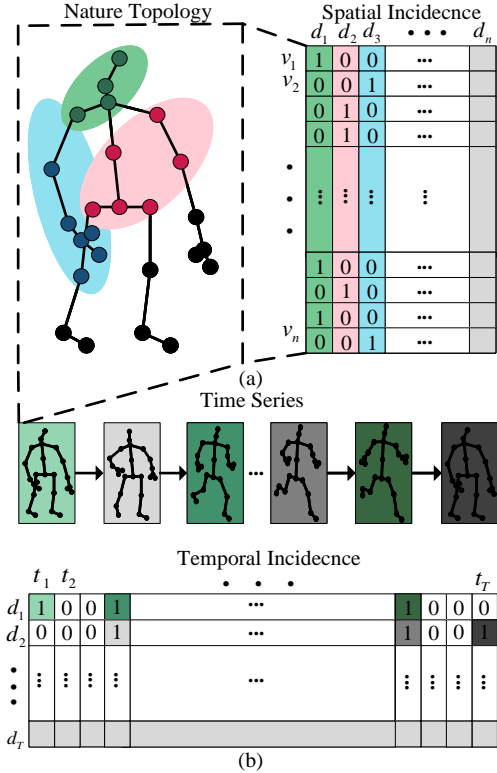 Nature Topology
Spatial Incidecnce
d1 d2 d3 • • • dn
v1 1 0 0 ...
v2 0 0 1 ...
0 1 0 ...
0 1 0 ...
• ⋮ ... ⋮
•
•
1 0 0 ...
0 1 0 ...
1 0 0 ...
vn 0 0 1 ...
(a)
Time Series
...
Temporal Incidecnce
t1 t2 • • • tT
d1 1 0 0 1 ... 1 0 0 0
d2 0 0 0 1 ... 1 0 0 1
• ⋮ ⋮ ⋮ ⋮ ... ⋮ ⋮ ⋮ ⋮
•
•
dT
(b)